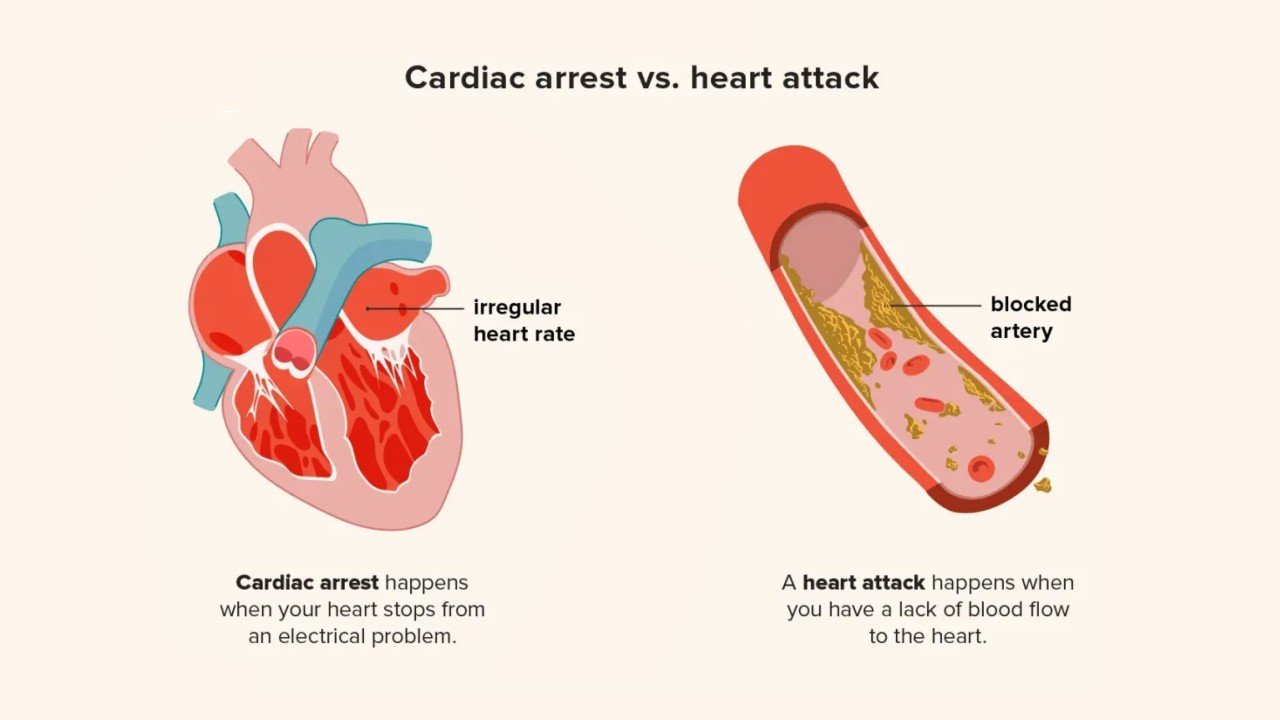 Cardiac arrest vs. heart attack
irregular
heart rate
blocked
artery
Cardiac arrest happens
when your heart stops from
an electrical problem.
A heart attack happens when
you have a lack of blood flow
to the heart.